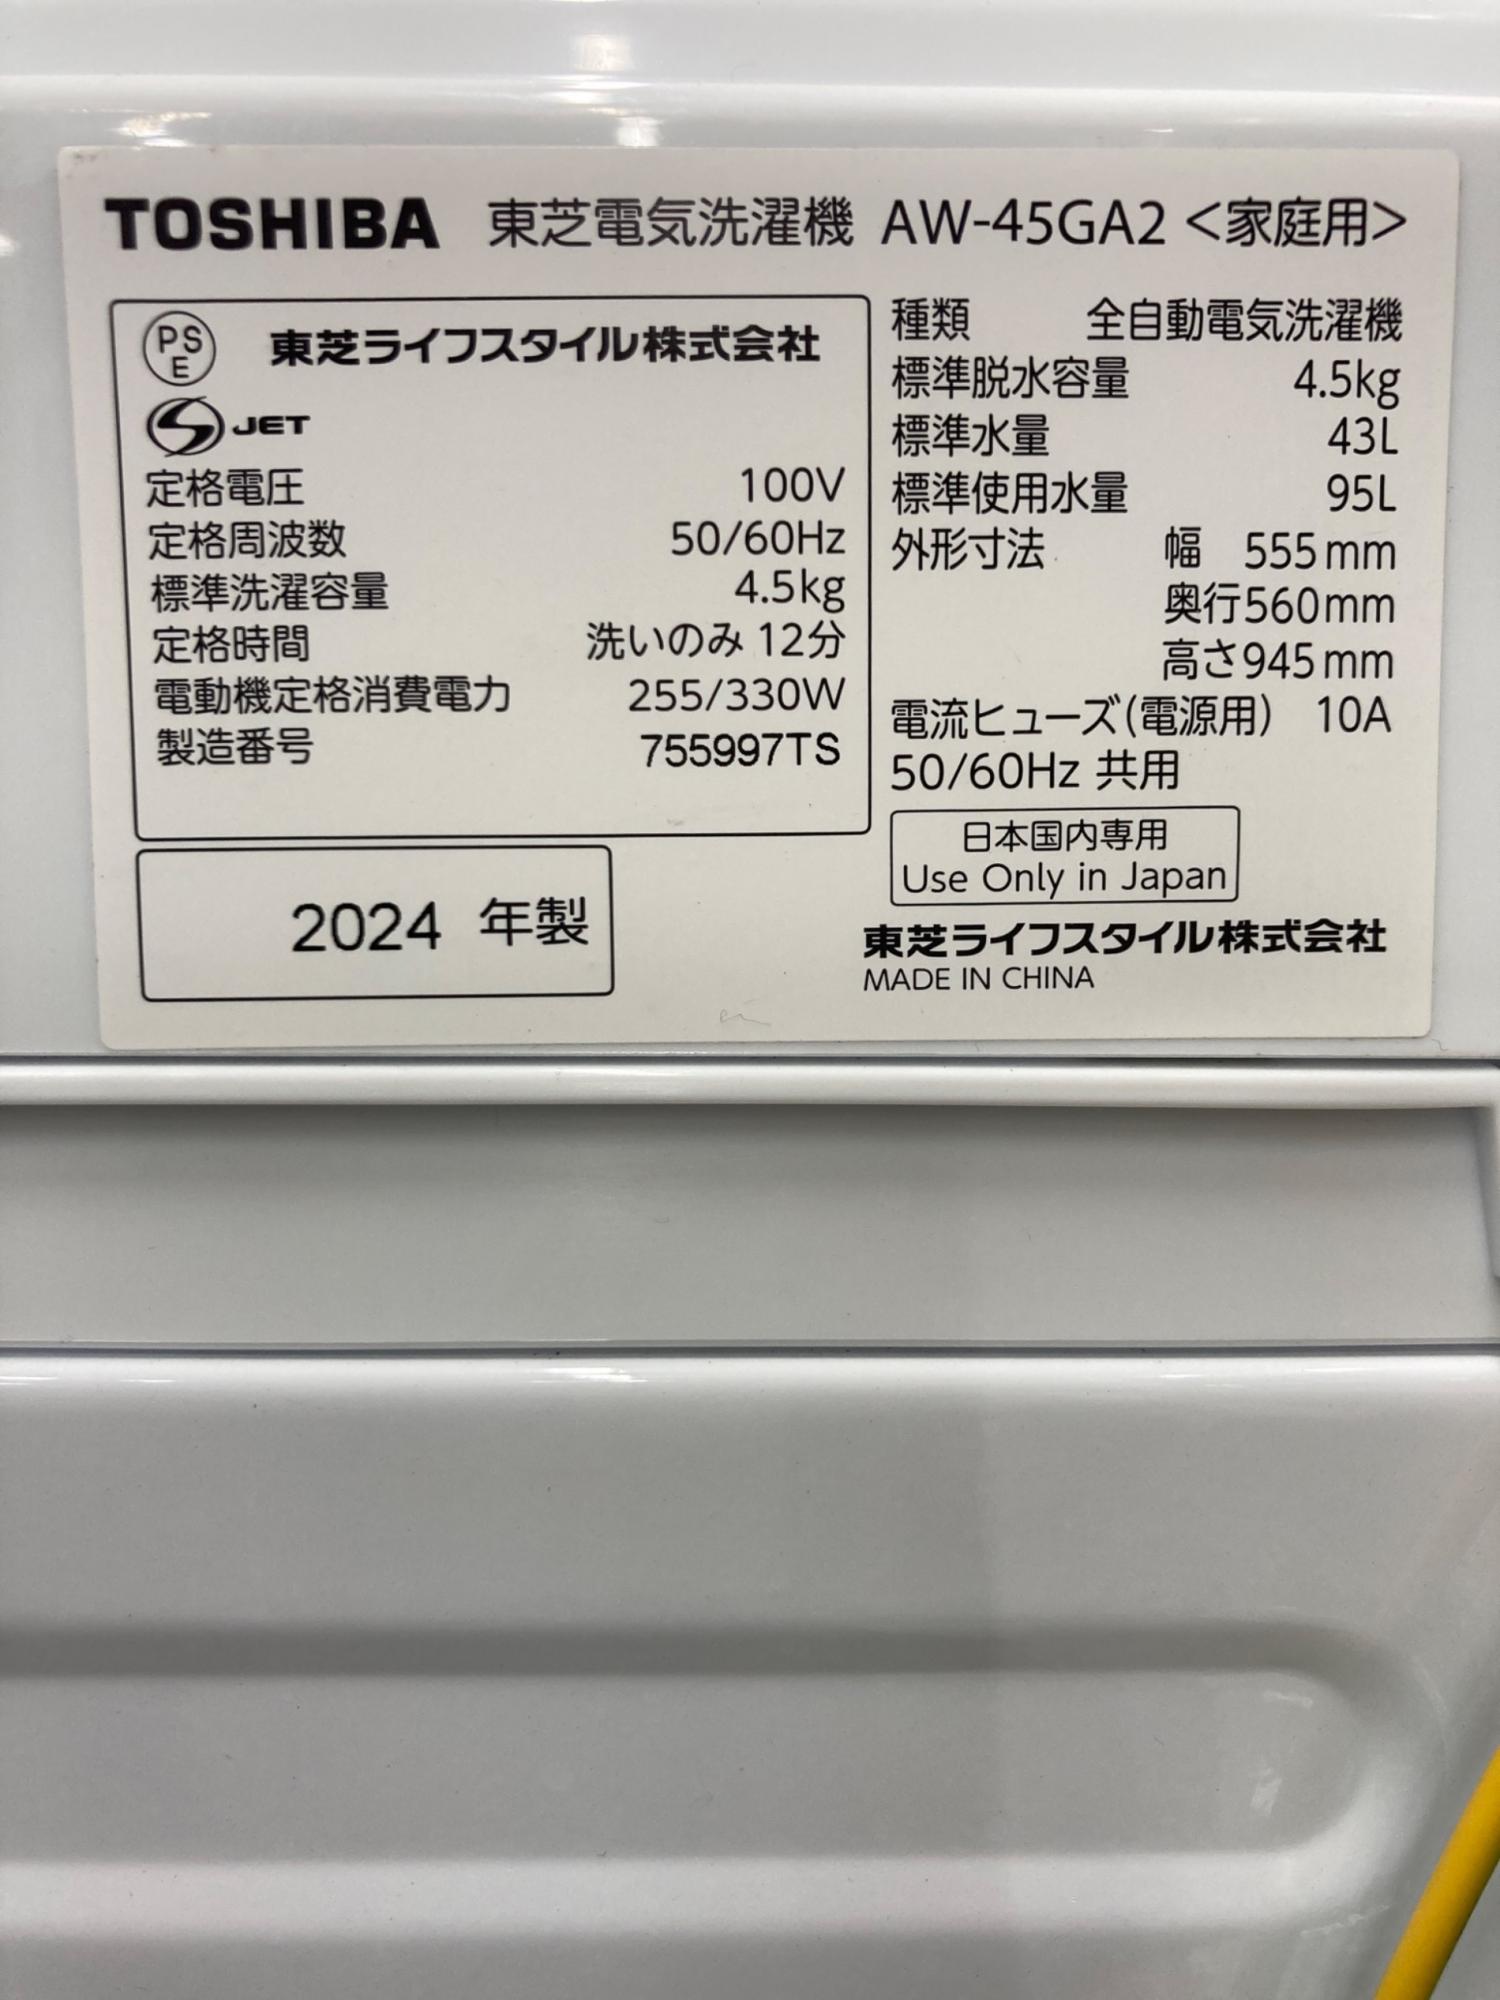 TOSHIBA 東芝電気洗濯機 AW-45GA2 <家庭用>
PS
E
東芝ライフスタイル株式会社
S JET
定格電圧 100V
定格周波数 50/60Hz
標準洗濯容量 4.5kg
定格時間 洗いのみ 12分
電動機定格消費電力 255/330W
製造番号 755997TS
2024 年製
種類 全自動電気洗濯機
標準脱水容量 4.5kg
標準水量 43L
標準使用水量 95L
外形寸法 幅 555mm
奥行560mm
高さ945mm
電流ヒューズ(電源用) 10A
50/60Hz 共用
日本国内専用
Use Only in Japan
東芝ライフスタイル株式会社
MADE IN CHINA